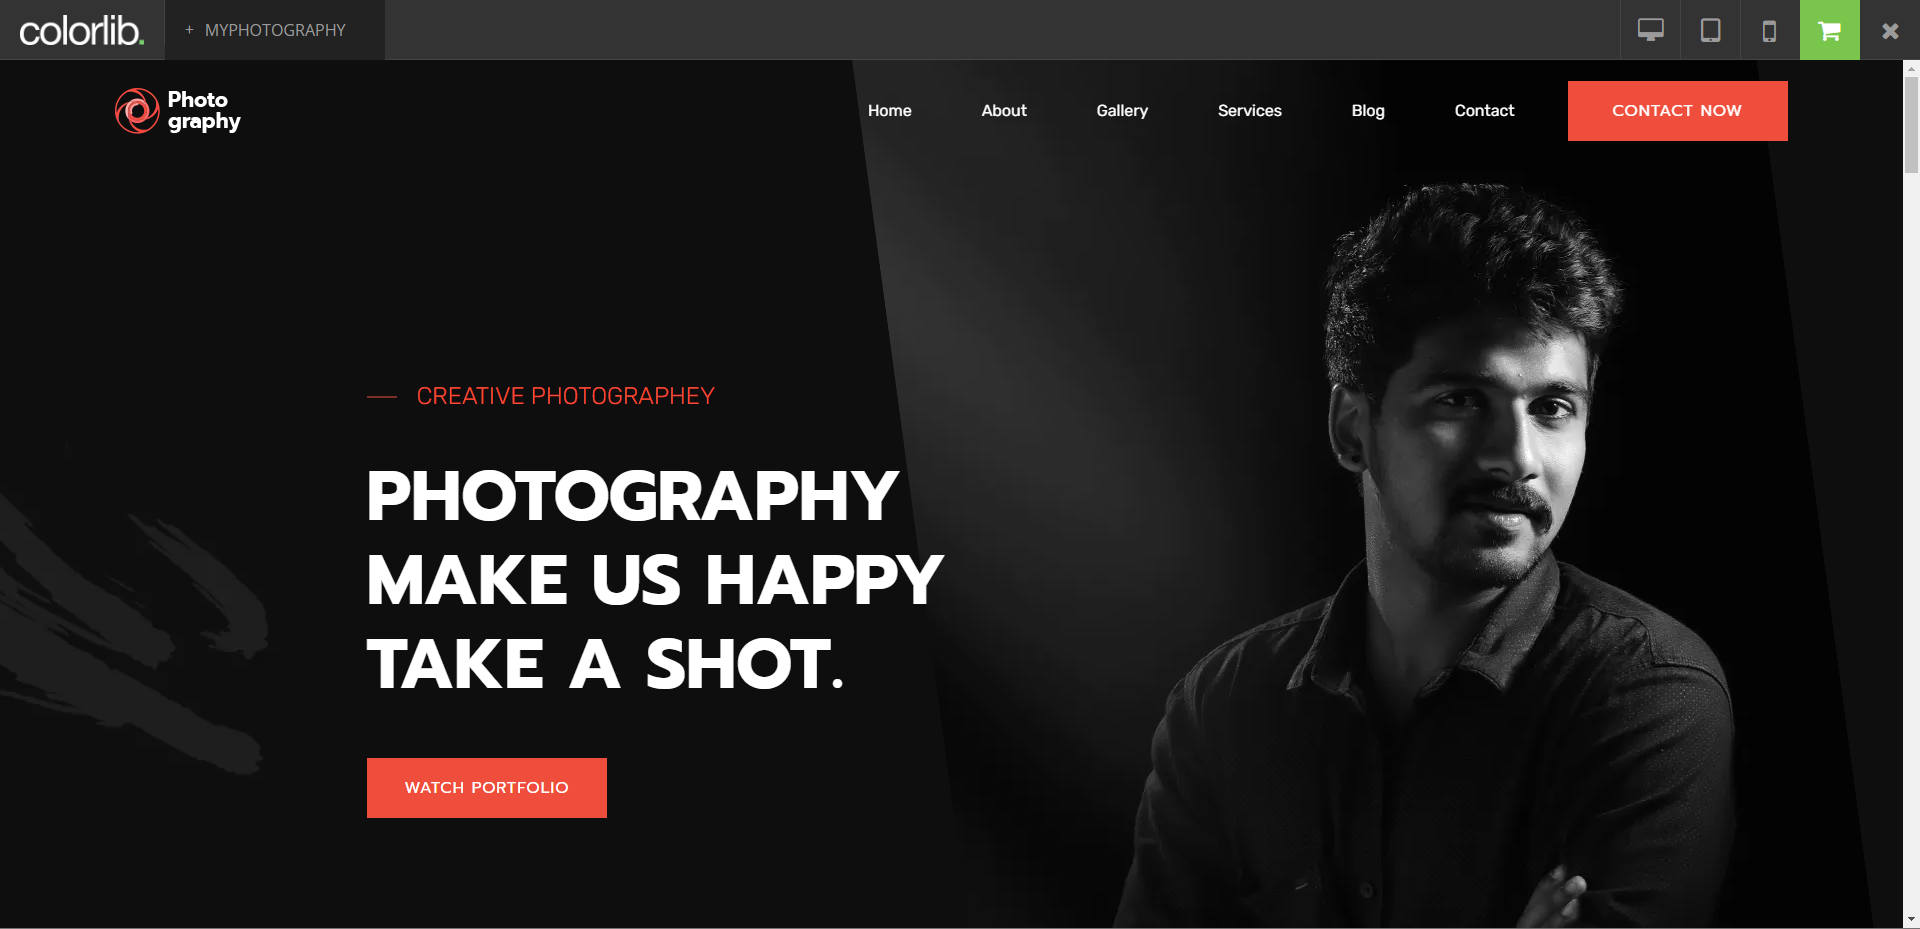 colorlib.
+ MYPHOTOGRAPHY
Photo
graphy
Home
About
Gallery
Services
Blog
Contact
CONTACT NOW
CREATIVE PHOTOGRAPHEY
PHOTOGRAPHY
MAKE US HAPPY
TAKE A SHOT.
WATCH PORTFOLIO